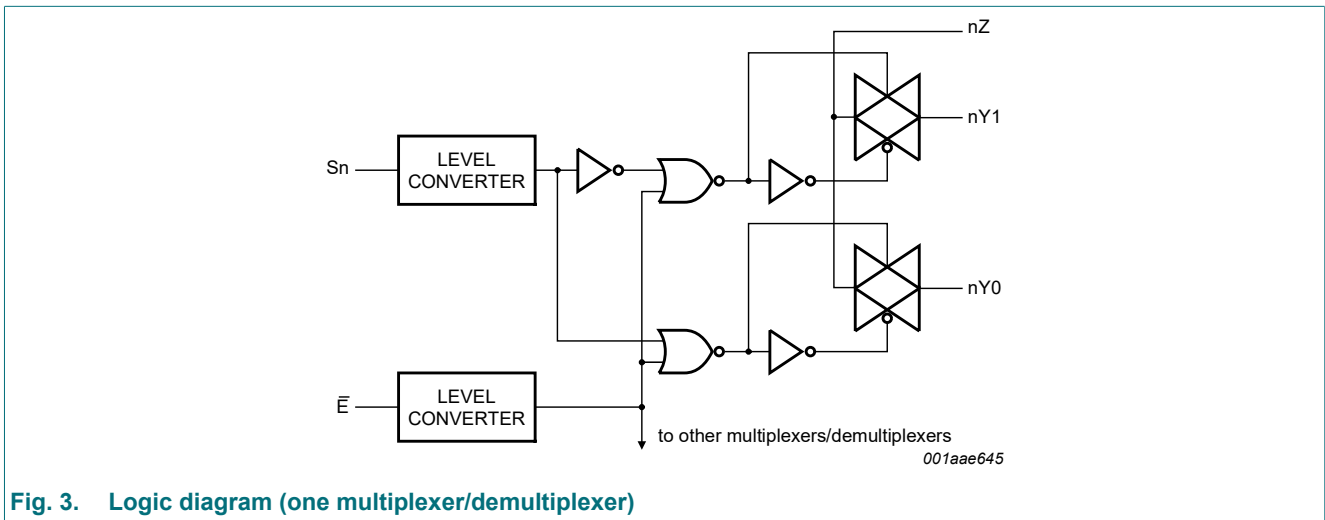 nZ
nY1
Sn
LEVEL
CONVERTER
nY0
E̅
LEVEL
CONVERTER
to other multiplexers/demultiplexers
001aae645
Fig. 3. Logic diagram (one multiplexer/demultiplexer)